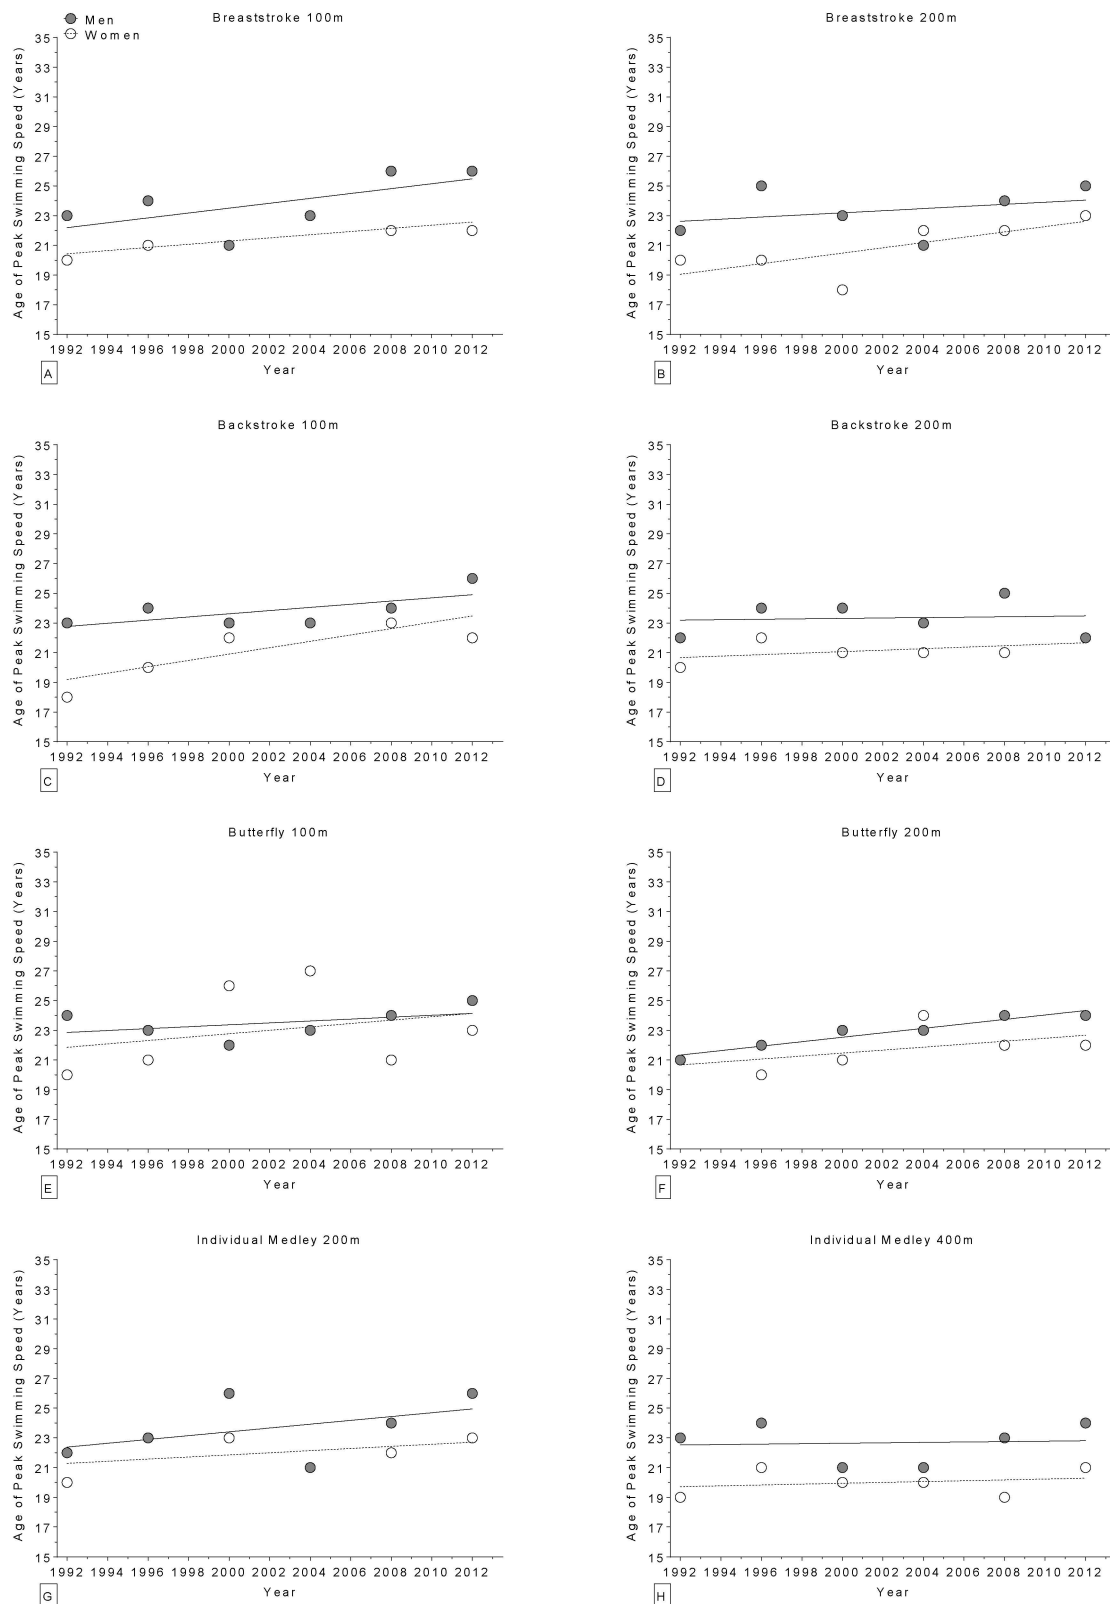 Men
Women
Breaststroke 100m
Age of Peak Swimming Speed (Years)
35
33
31
29
27
25
23
21
19
17
15
1992 1994 1996 1998 2000 2002 2004 2006 2008 2010 2012
Year
A
Breaststroke 200m
Age of Peak Swimming Speed (Years)
35
33
31
29
27
25
23
21
19
17
15
1992 1994 1996 1998 2000 2002 2004 2006 2008 2010 2012
Year
B
Backstroke 100m
Age of Peak Swimming Speed (Years)
35
33
31
29
27
25
23
21
19
17
15
1992 1994 1996 1998 2000 2002 2004 2006 2008 2010 2012
Year
C
Backstroke 200m
Age of Peak Swimming Speed (Years)
35
33
31
29
27
25
23
21
19
17
15
1992 1994 1996 1998 2000 2002 2004 2006 2008 2010 2012
Year
D
Butterfly 100m
Age of Peak Swimming Speed (Years)
35
33
31
29
27
25
23
21
19
17
15
1992 1994 1996 1998 2000 2002 2004 2006 2008 2010 2012
Year
E
Butterfly 200m
Age of Peak Swimming Speed (Years)
35
33
31
29
27
25
23
21
19
17
15
1992 1994 1996 1998 2000 2002 2004 2006 2008 2010 2012
Year
F
Individual Medley 200m
Age of Peak Swimming Speed (Years)
35
33
31
29
27
25
23
21
19
17
15
1992 1994 1996 1998 2000 2002 2004 2006 2008 2010 2012
Year
G
Individual Medley 400m
Age of Peak Swimming Speed (Years)
35
33
31
29
27
25
23
21
19
17
15
1992 1994 1996 1998 2000 2002 2004 2006 2008 2010 2012
Year
H